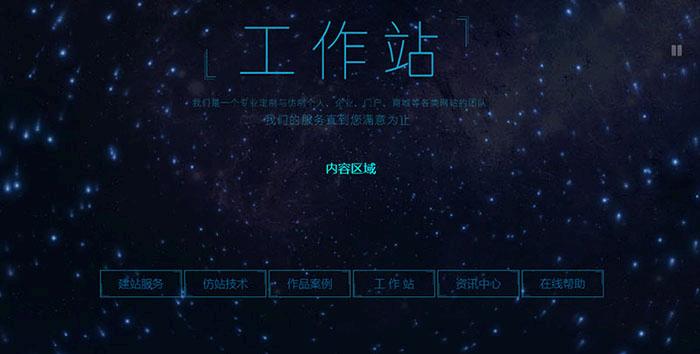 工作站
我们是一个专业定制与仿制个人、企业、门户、商城等各类网站的团队
我们的服务直到您满意为止
内容区域
建站服务 仿站技术 作品案例 工 作 站 资讯中心 在线帮助